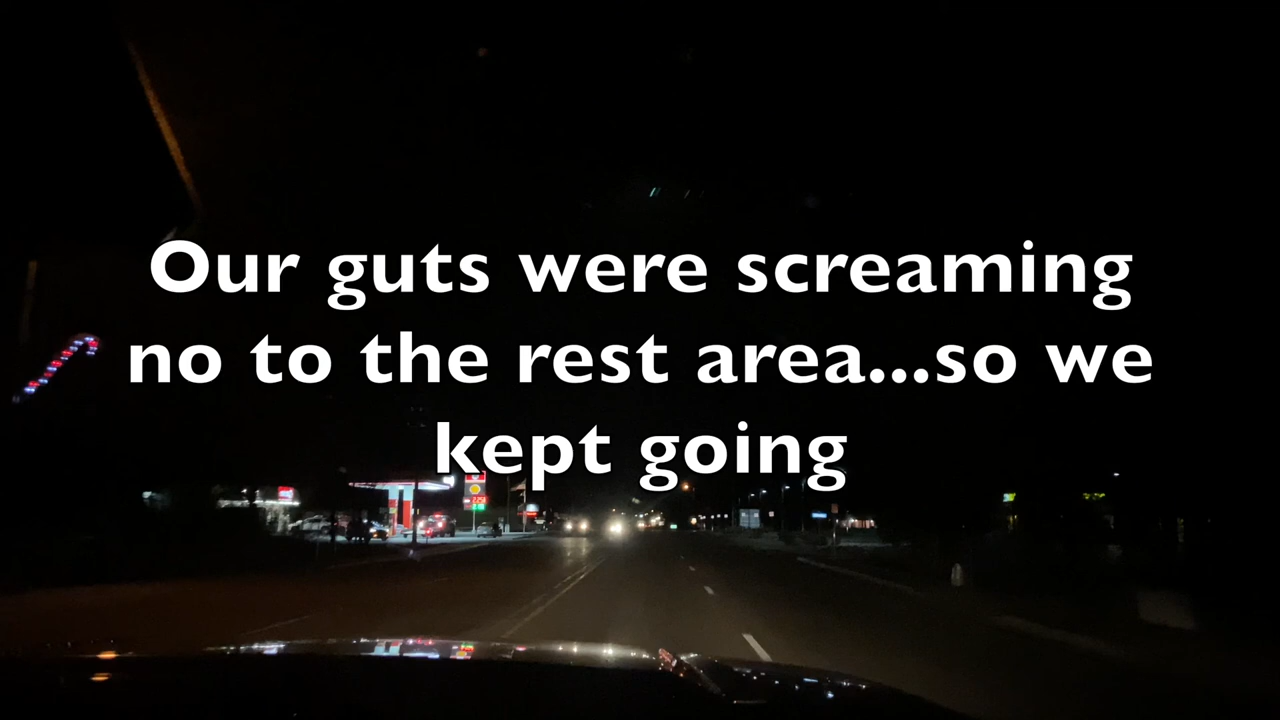 Our guts were screaming
no to the rest area...so we
kept going